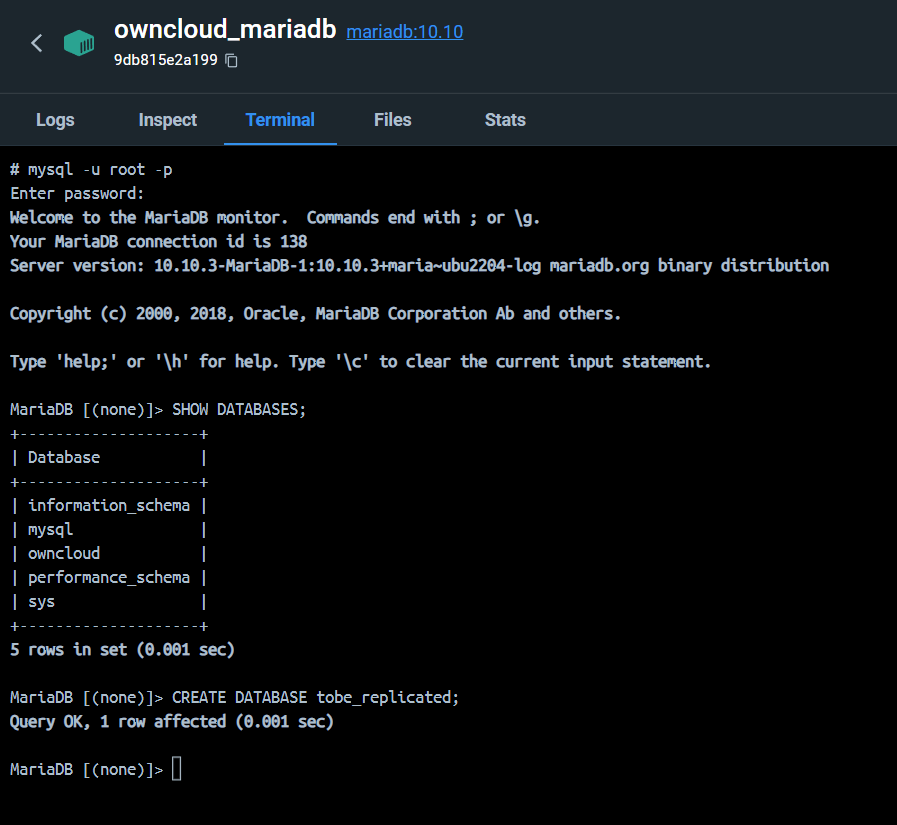 owncloud_mariadb mariadb:10.10
9db815e2a199
Logs Inspect Terminal Files Stats
# mysql -u root -p
Enter password:
Welcome to the MariaDB monitor.  Commands end with ; or \g.
Your MariaDB connection id is 138
Server version: 10.10.3-MariaDB-1:10.10.3+maria~ubu2204-log mariadb.org binary distribution
Copyright (c) 2000, 2018, Oracle, MariaDB Corporation Ab and others.
Type 'help;' or '\h' for help. Type '\c' to clear the current input statement.
MariaDB [(none)]> SHOW DATABASES;
+--------------------+
| Database           |
+--------------------+
| information_schema |
| mysql              |
| owncloud           |
| performance_schema |
| sys                |
+--------------------+
5 rows in set (0.001 sec)
MariaDB [(none)]> CREATE DATABASE tobe_replicated;
Query OK, 1 row affected (0.001 sec)
MariaDB [(none)]>